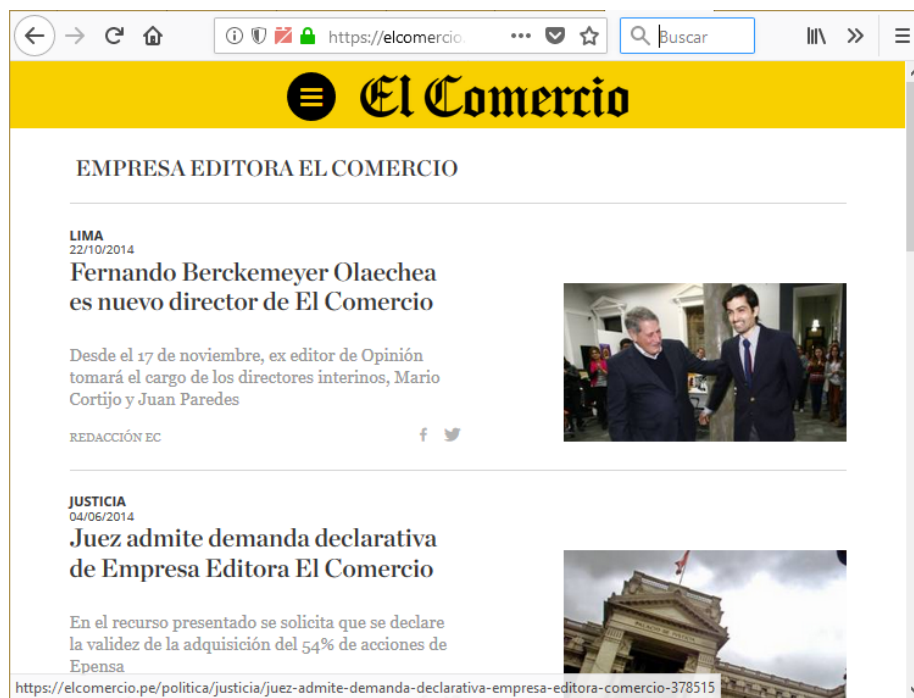 https://elcomercio.
Buscar
El Comercio
EMPRESA EDITORA EL COMERCIO
LIMA
22/10/2014
Fernando Berckemeyer Olaechea
es nuevo director de El Comercio
Desde el 17 de noviembre, ex editor de Opinión
tomará el cargo de los directores interinos, Mario
Cortijo y Juan Paredes
REDACCIÓN EC
JUSTICIA
04/06/2014
Juez admite demanda declarativa
de Empresa Editora El Comercio
En el recurso presentado se solicita que se declare
la validez de la adquisición del 54% de acciones de
Epensa
PALACIO DE JUSTICIA
https://elcomercio.pe/politica/justicia/juez-admite-demanda-declarativa-empresa-editora-comercio-378515